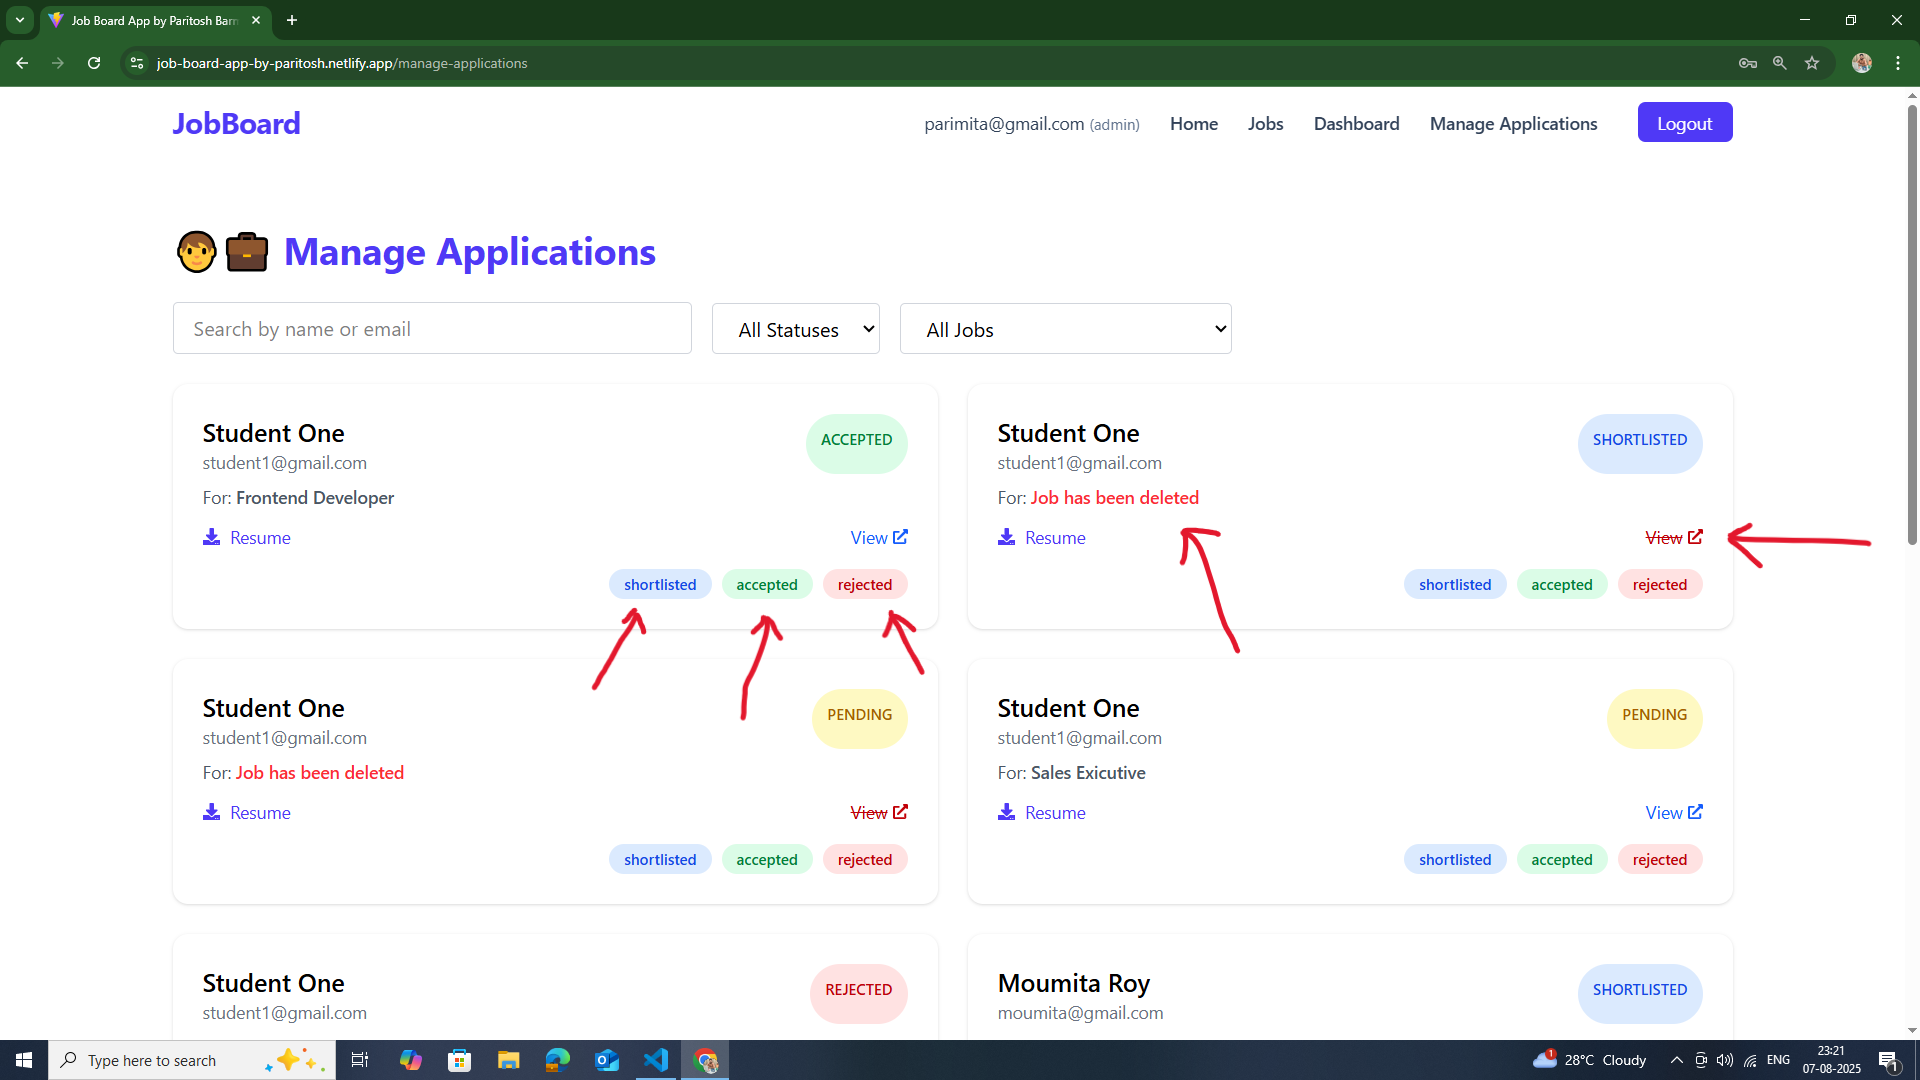 Job Board App by Paritosh Barn
job-board-app-by-paritosh.netlify.app/manage-applications
JobBoard
parimita@gmail.com (admin)
Home
Jobs
Dashboard
Manage Applications
Logout
Manage Applications
Search by name or email
All Statuses
All Jobs
Student One
ACCEPTED
student1@gmail.com
For: Frontend Developer
Resume
View
shortlisted
accepted
rejected
Student One
SHORTLISTED
student1@gmail.com
For: Job has been deleted
Resume
View
shortlisted
accepted
rejected
Student One
PENDING
student1@gmail.com
For: Job has been deleted
Resume
View
shortlisted
accepted
rejected
Student One
PENDING
student1@gmail.com
For: Sales Exicutive
Resume
View
shortlisted
accepted
rejected
Student One
REJECTED
student1@gmail.com
Moumita Roy
SHORTLISTED
moumita@gmail.com
Type here to search
1
28°C Cloudy
ENG
23:21
07-08-2025
1